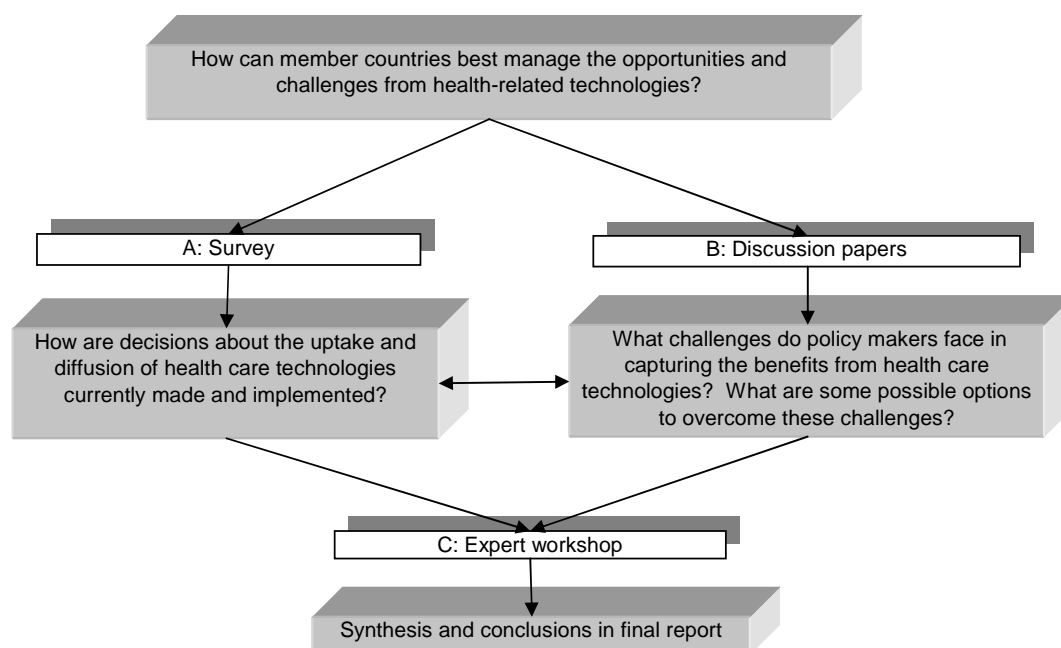 How can member countries best manage the opportunities and
challenges from health-related technologies?
A: Survey
B: Discussion papers
How are decisions about the uptake and
diffusion of health care technologies
currently made and implemented?
What challenges do policy makers face in
capturing the benefits from health care
technologies?  What are some possible options
to overcome these challenges?
C: Expert workshop
Synthesis and conclusions in final report